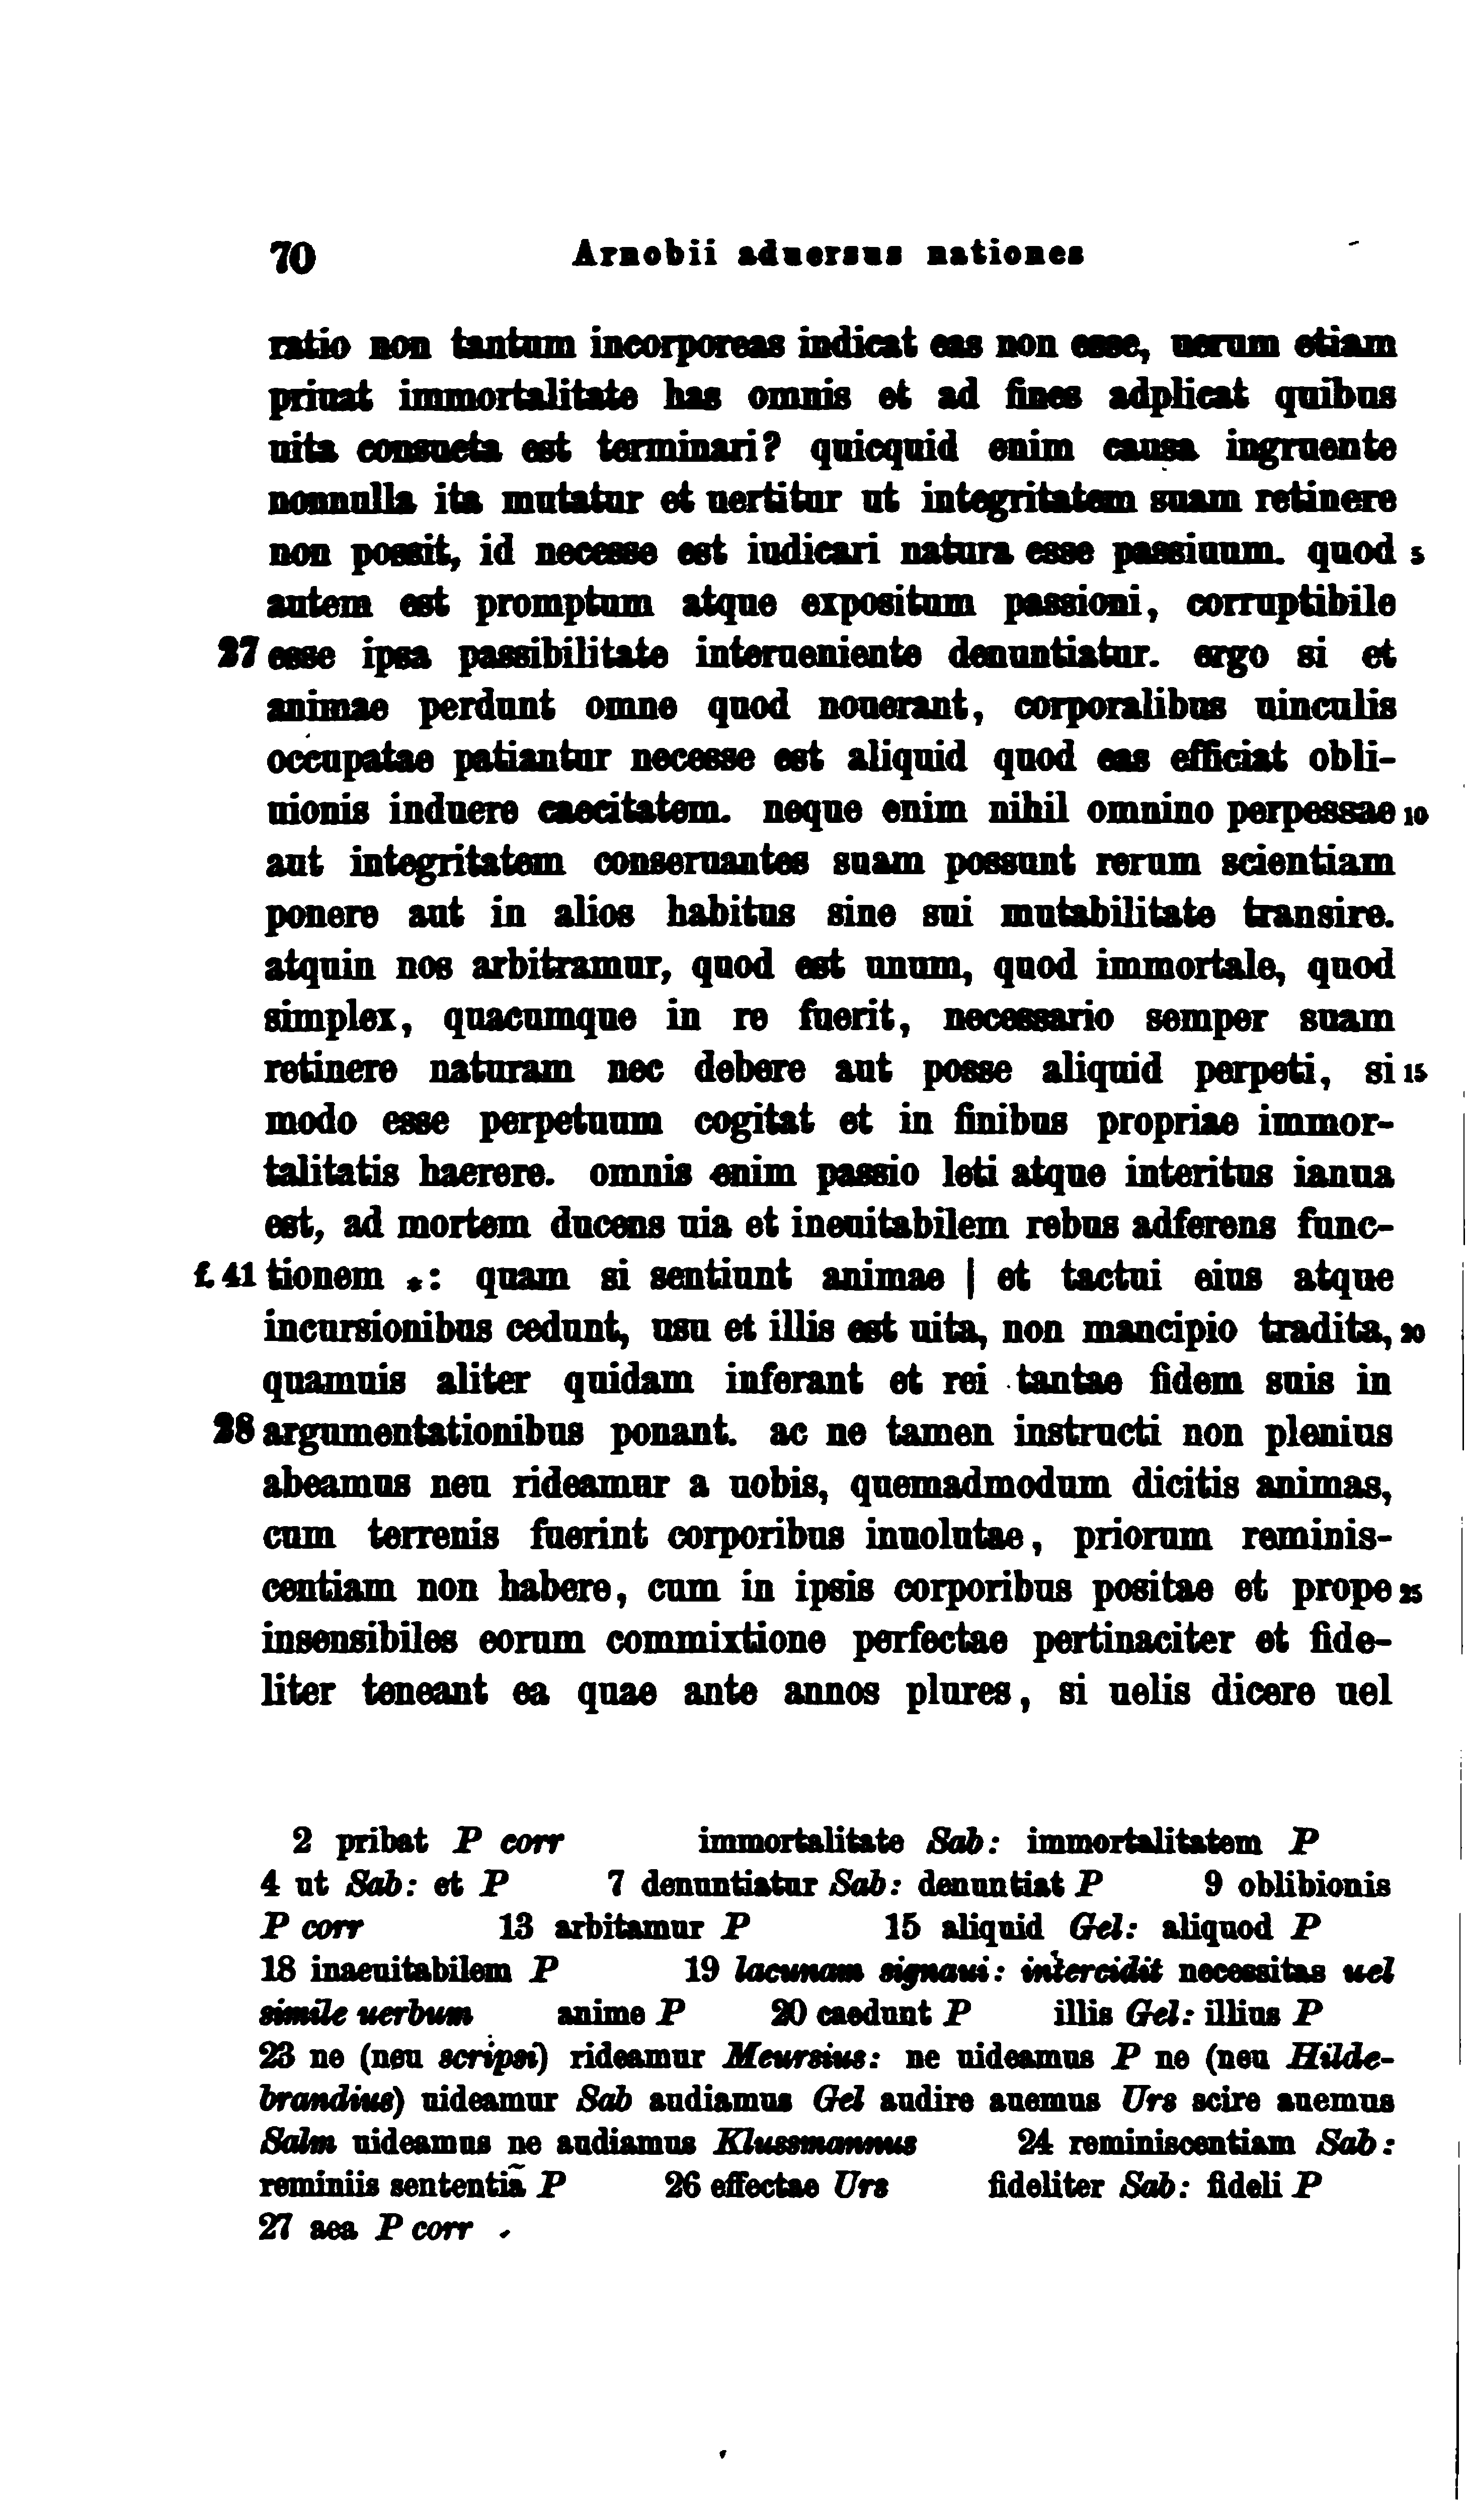 70 Arnobii aduersus nationes
ratio non tantum incorporeas indicat eas non esse, uerum etiam
priuat immortalitate has omnis et ad fines adplicat quibus
uita consueta est terminari? quicquid enim causa ingruente
nonnulla ita mutatur et uertitur ut integritatem suam retinere
non possit, id necesse est iudicari natura esse passiuum. quod 5
autem est promptum atque expositum passioni, corruptibile
27 esse ipsa passibilitate interueniente denuntiatur. ergo si et
animae perdunt omne quod nouerant, corporalibus uinculis
occupatae patiantur necesse est aliquid quod eas efficiat obli-
uionis induere caecitatem. neque enim nihil omnino perpessae 10
aut integritatem conseruantes suam possunt rerum scientiam
ponere aut in alios habitus sine sui mutabilitate transire.
atquin nos arbitramur, quod est unum, quod immortale, quod
simplex, quacumque in re fuerit, necessario semper suam
retinere naturam nec debere aut posse aliquid perpeti, si 15
modo esse perpetuum cogitat et in finibus propriae immor-
talitatis haerere. omnis enim passio leti atque interitus ianua
est, ad mortem ducens uia et ineuitabilem rebus adferens func-
f. 41 tionem *: quam si sentiunt animae | et tactui eius atque
incursionibus cedunt, usu et illis est uita, non mancipio tradita, 20
quamuis aliter quidam inferant et rei tantae fidem suis in
28 argumentationibus ponant. ac ne tamen instructi non plenius
abeamus neu rideamur a uobis, quemadmodum dicitis animas,
cum terrenis fuerint corporibus inuolutae, priorum reminis-
centiam non habere, cum in ipsis corporibus positae et prope 25
insensibiles eorum commixtione perfectae pertinaciter et fide-
liter teneant ea quae ante annos plures, si uelis dicere uel
2 pribat P corr immortalitate Sab: immortalitatem P
4 ut Sab: et P 7 denuntiatur Sab: denuntiat P 9 oblibionis
P corr 13 arbitamur P 15 aliquid Gel: aliquod P
18 inaeuitabilem P 19 lacunam signaui: intercidit necessitas uel
simile uerbum anime P 20 caedunt P illis Gel: illius P
23 ne (neu scripsi) rideamur Meursius: ne uideamus P ne (neu Hilde-
brandius) uideamur Sab audiamus Gel audire auemus Urs scire auemus
Salm uideamus ne audiamus Klussmannus 24 reminiscentiam Sab:
reminiis sententiã P 26 effectae Urs fideliter Sab: fideli P
27 aea P corr